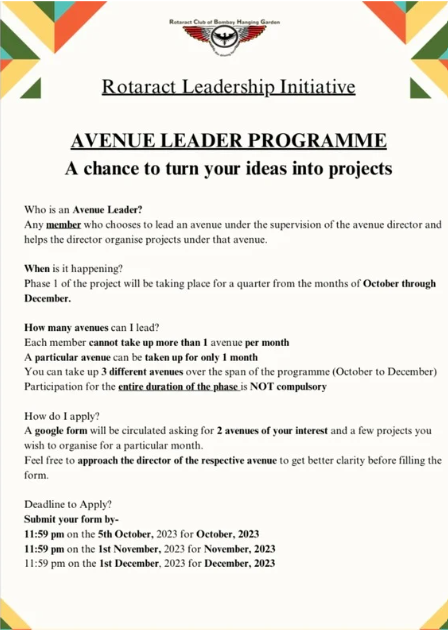 Rotaract Club of Bombay Hanging Garden
Rotaract Leadership Initiative
AVENUE LEADER PROGRAMME
A chance to turn your ideas into projects
Who is an Avenue Leader?
Any member who chooses to lead an avenue under the supervision of the avenue director and
helps the director organise projects under that avenue.
When is it happening?
Phase 1 of the project will be taking place for a quarter from the months of October through
December.
How many avenues can I lead?
Each member cannot take up more than 1 avenue per month
A particular avenue can be taken up for only 1 month
You can take up 3 different avenues over the span of the programme (October to December)
Participation for the entire duration of the phase is NOT compulsory
How do I apply?
A google form will be circulated asking for 2 avenues of your interest and a few projects you
wish to organise for a particular month.
Feel free to approach the director of the respective avenue to get better clarity before filling the
form.
Deadline to Apply?
Submit your form by-
11:59 pm on the 5th October, 2023 for October, 2023
11:59 pm on the 1st November, 2023 for November, 2023
11:59 pm on the 1st December, 2023 for December, 2023